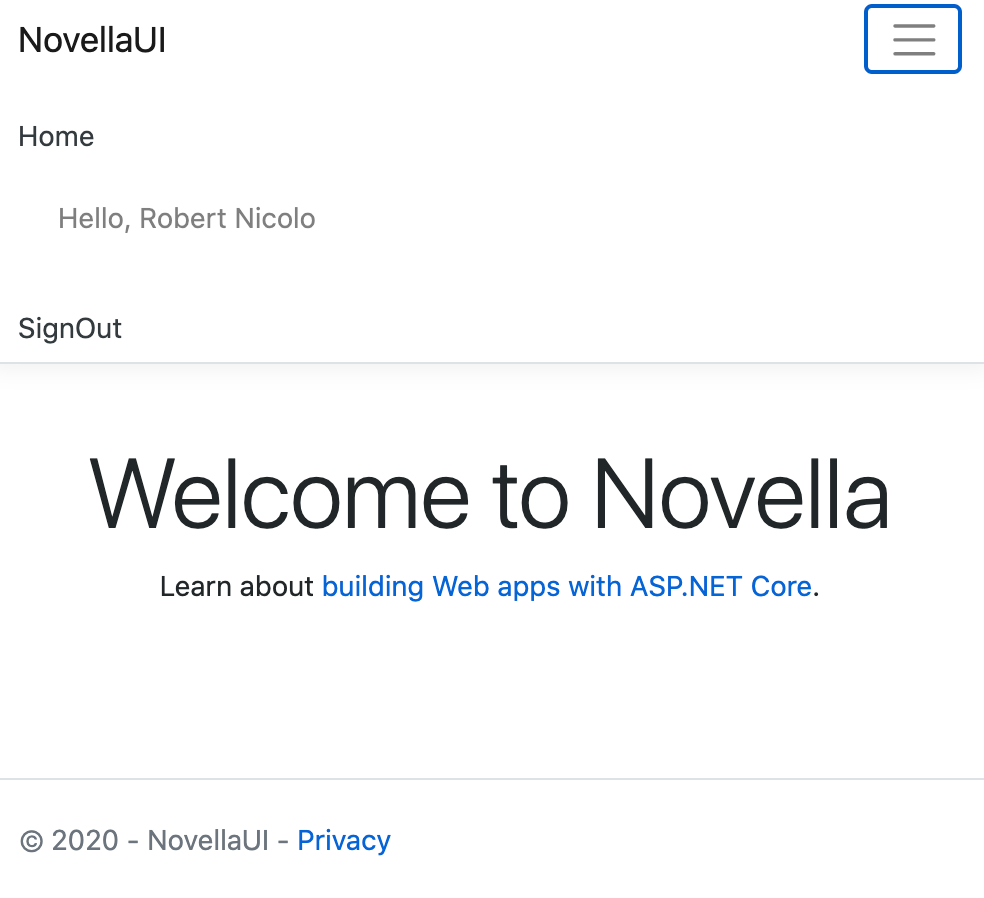 NovellaUI
Home
Hello, Robert Nicolo
SignOut
Welcome to Novella
Learn about building Web apps with ASP.NET Core.
© 2020 - NovellaUI - Privacy